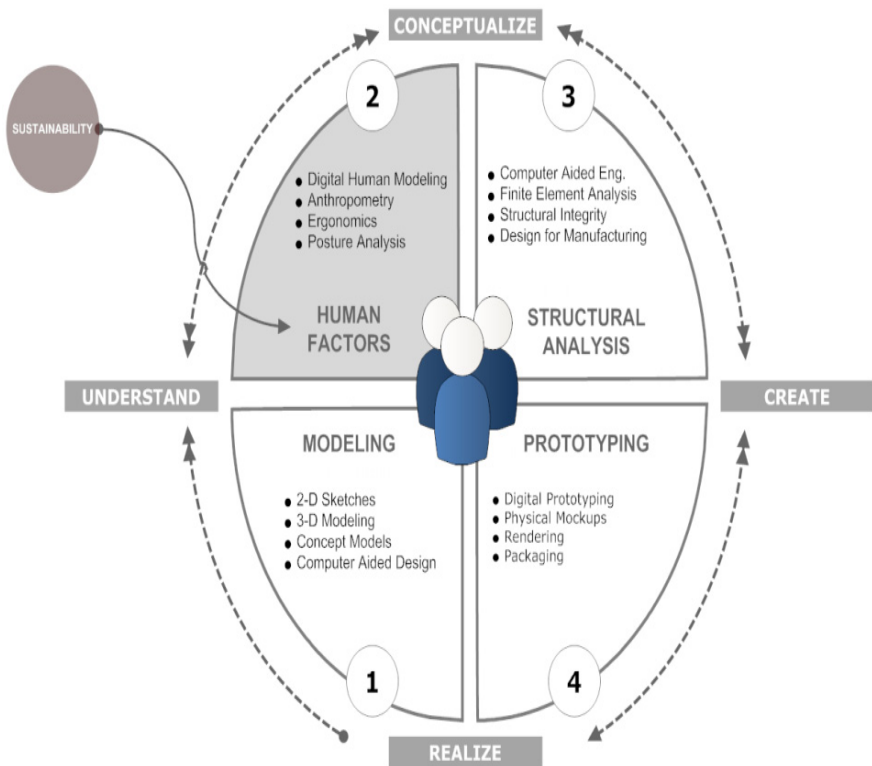 CONCEPTUALIZE
2
3
SUSTAINABILITY
● Digital Human Modeling
● Anthropometry
● Ergonomics
● Posture Analysis
● Computer Aided Eng.
● Finite Element Analysis
● Structural Integrity
● Design for Manufacturing
HUMAN
FACTORS
STRUCTURAL
ANALYSIS
UNDERSTAND
CREATE
MODELING
PROTOTYPING
● 2-D Sketches
● 3-D Modeling
● Concept Models
● Computer Aided Design
● Digital Prototyping
● Physical Mockups
● Rendering
● Packaging
1
4
REALIZE